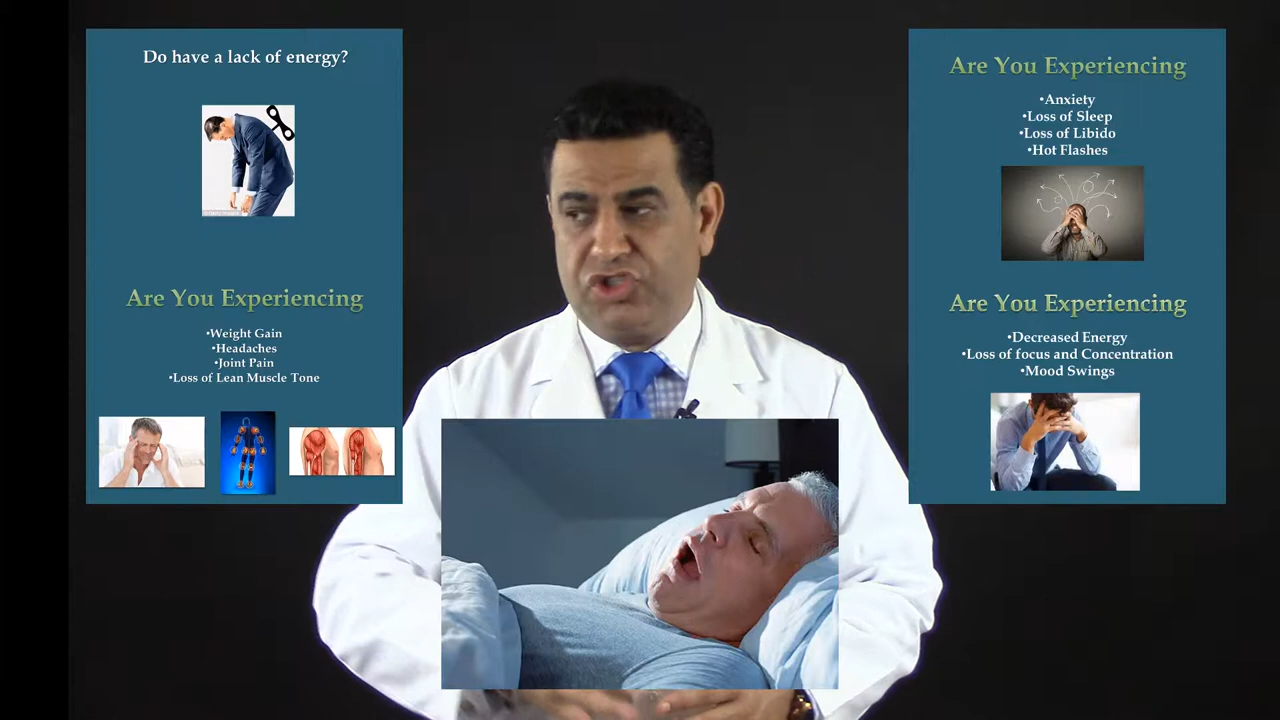 Do have a lack of energy?
Are You Experiencing
•Weight Gain
•Headaches
•Joint Pain
•Loss of Lean Muscle Tone
Are You Experiencing
•Anxiety
•Loss of Sleep
•Loss of Libido
•Hot Flashes
Are You Experiencing
•Decreased Energy
•Loss of focus and Concentration
•Mood Swings